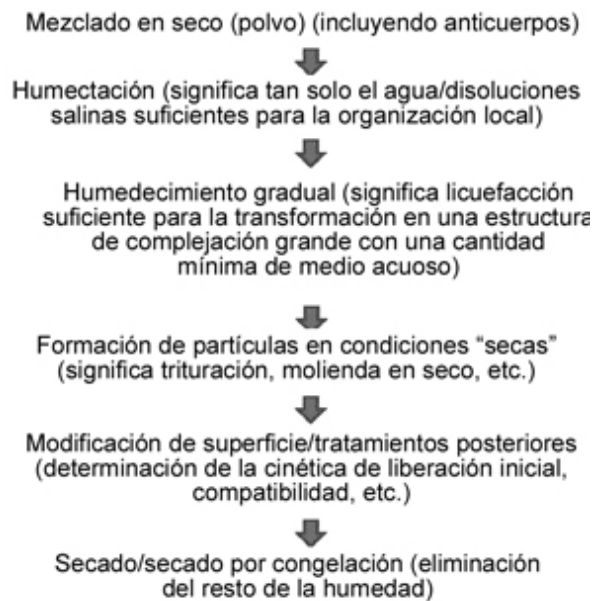 Mezclado en seco (polvo) (incluyendo anticuerpos)
Humectación (significa tan solo el agua/disoluciones
salinas suficientes para la organización local)
Humedecimiento gradual (significa licuefacción
suficiente para la transformación en una estructura
de complejación grande con una cantidad
mínima de medio acuoso)
Formación de partículas en condiciones “secas”
(significa trituración, molienda en seco, etc.)
Modificación de superficie/tratamientos posteriores
(determinación de la cinética de liberación inicial,
compatibilidad, etc.)
Secado/secado por congelación (eliminación
del resto de la humedad)